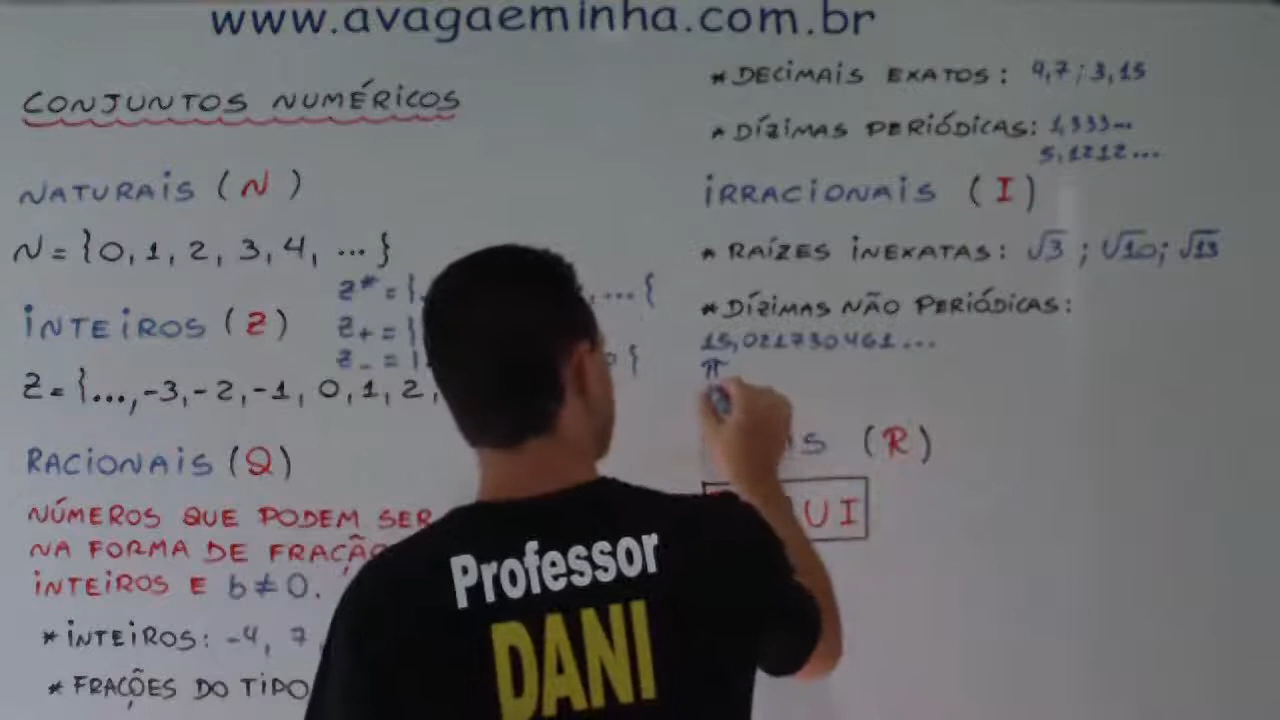 www.avagaeminha.com.br
CONJUNTOS NUMÉRICOS
NATURAIS (N)
N = {0, 1, 2, 3, 4, ... }
Z* = {
, ... {
INTEIROS (Z)
Z+ = {
Z- = {
{
Z = {..., -3, -2, -1, 0, 1, 2,
RACIONAIS (Q)
NÚMEROS QUE PODEM SER
NA FORMA DE FRAÇÃO
INTEIROS E b ≠ 0.
* INTEIROS: -4, 7,
* FRAÇÕES DO TIPO
* DECIMAIS EXATOS: 9,7 ; 3,15
* DÍZIMAS PERIÓDICAS: 1,333...
5,1212...
IRRACIONAIS (I)
* RAÍZES INEXATAS: √3 ; √10; √13
* DÍZIMAS NÃO PERIÓDICAS:
15,021730461...
π
IS (R)
UI
Professor
DANI